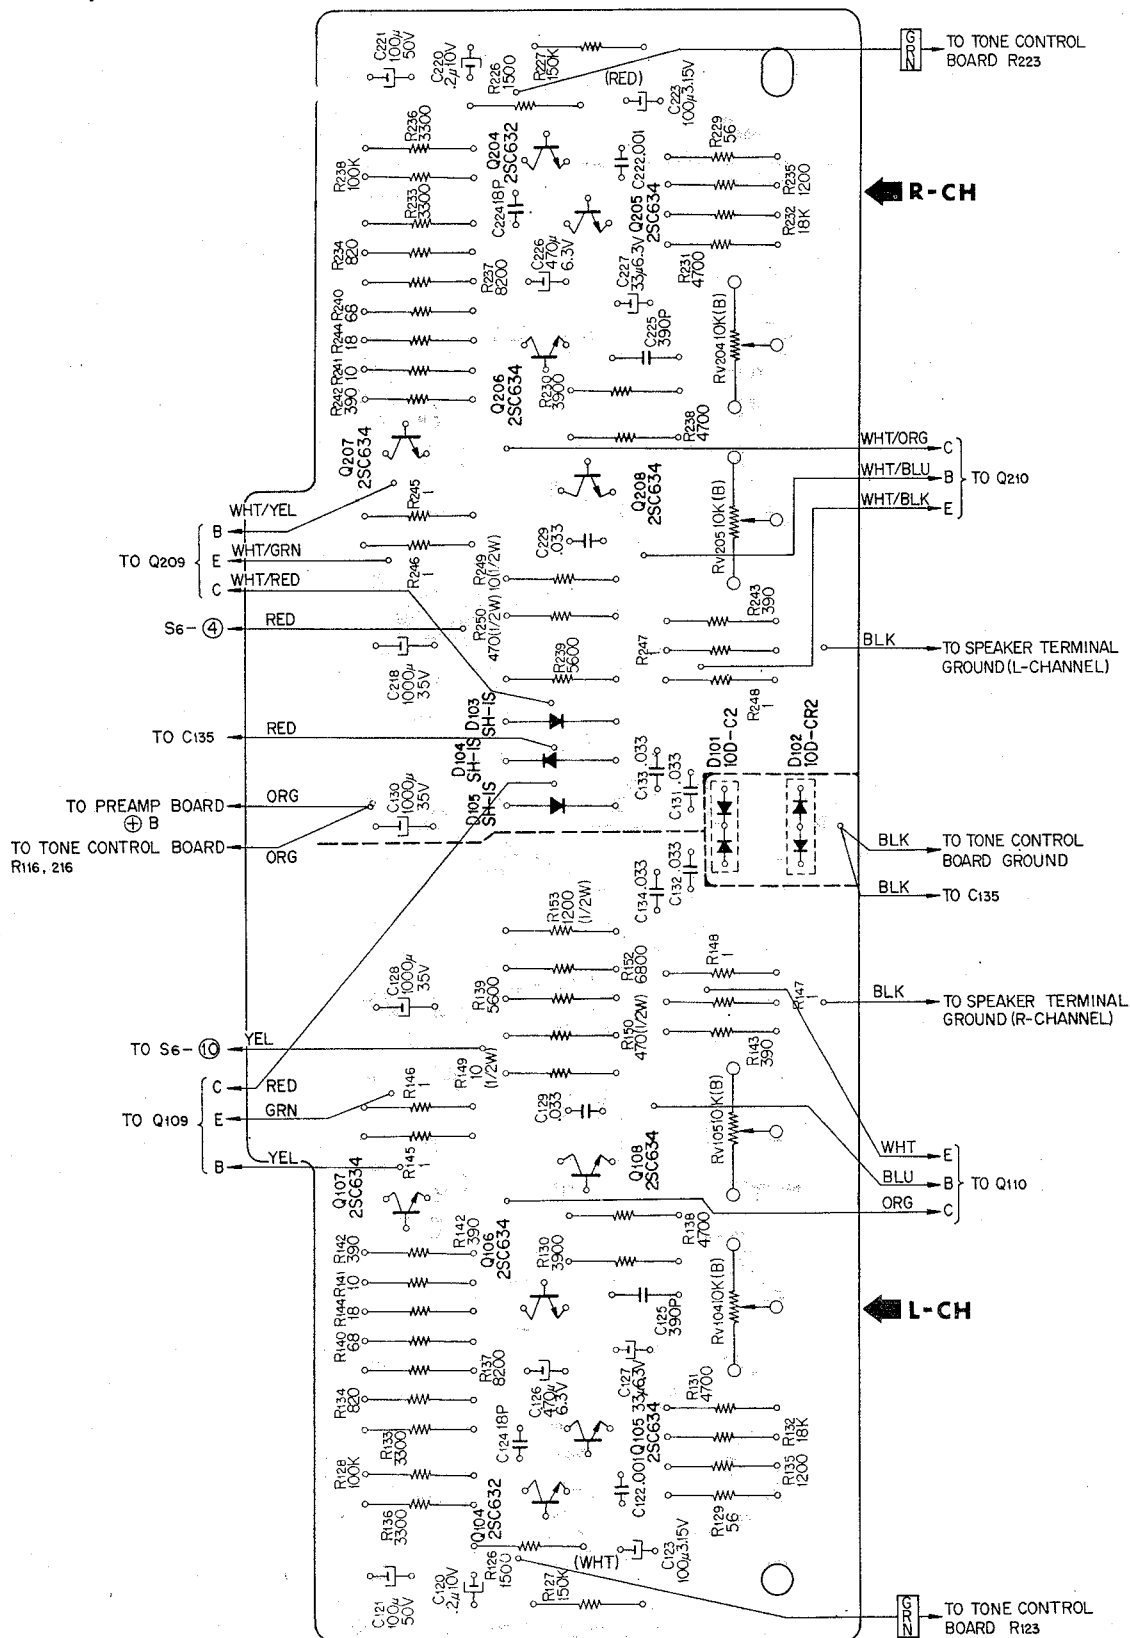 C221
100μ
50V
C220
.2μ10V
R226
1500
R227
150K
(RED)
C223
100μ3.15V
GRN
TO TONE CONTROL
BOARD R223
R236
3300
Q204
2SC632
C222.001
R229
56
R238
100K
R235
1200
R-CH
R233
3300
C22418P
Q205
2SC634
R232
18K
R234
820
R237
8200
C226
470μ
6.3V
C227
33μ6.3V
R231
4700
R240
68
R244
18
C225
390P
RV20410K(B)
R241
10
R242
390
Q206
2SC634
R230
3900
R238
4700
Q207
2SC634
Q208
2SC634
WHT/ORG
C
WHT/BLU
B
TO Q210
WHT/BLK
E
R245
1
RV20510K(B)
WHT/YEL
B
TO Q209
WHT/GRN
E
WHT/RED
C
C229
.033
R246
1
R249
10(1/2W)
R243
390
S6-④
RED
R250
470(1/2W)
R247
1
BLK
TO SPEAKER TERMINAL
GROUND(L-CHANNEL)
C218
1000μ
35V
R239
5600
R248
1
D103
SH-IS
TO C135
RED
D104
SH-IS
D101
10D-C2
D102
10D-CR2
C133.033
C131.033
TO PREAMP BOARD
⊕ B
ORG
C130
1000μ
35V
D105
SH-IS
TO TONE CONTROL BOARD
R116, 216
ORG
BLK
TO TONE CONTROL
BOARD GROUND
BLK
TO C135
C134.033
C132.033
R153
1200
(1/2W)
C128
1000μ
35V
R139
5600
R152
6800
R148
1
R147
1
BLK
TO SPEAKER TERMINAL
GROUND(R-CHANNEL)
R150
470(1/2W)
R143
390
TO S6-⑩
YEL
R149
10
(1/2W)
TO Q109
C
RED
E
GRN
B
YEL
R146
1
C129
.033
RV10510K(B)
R145
1
Q107
2SC634
Q108
2SC634
WHT
E
BLU
B
TO Q110
ORG
C
R142
390
R142
390
Q106
2SC634
R130
3900
R138
4700
R141
10
R144
18
C125
390P
RV10410K(B)
L-CH
R140
68
R137
8200
C126
470μ
6.3V
C127
33μ6.3V
R131
4700
R134
820
C12418P
Q105
2SC634
R132
18K
R133
3300
R128
100K
C122.001
R135
1200
R136
3300
Q104
2SC632
R129
56
C121
100μ
50V
C120
.2μ10V
R126
1500
R127
150K
(WHT)
C123
100μ3.15V
GRN
TO TONE CONTROL
BOARD R123